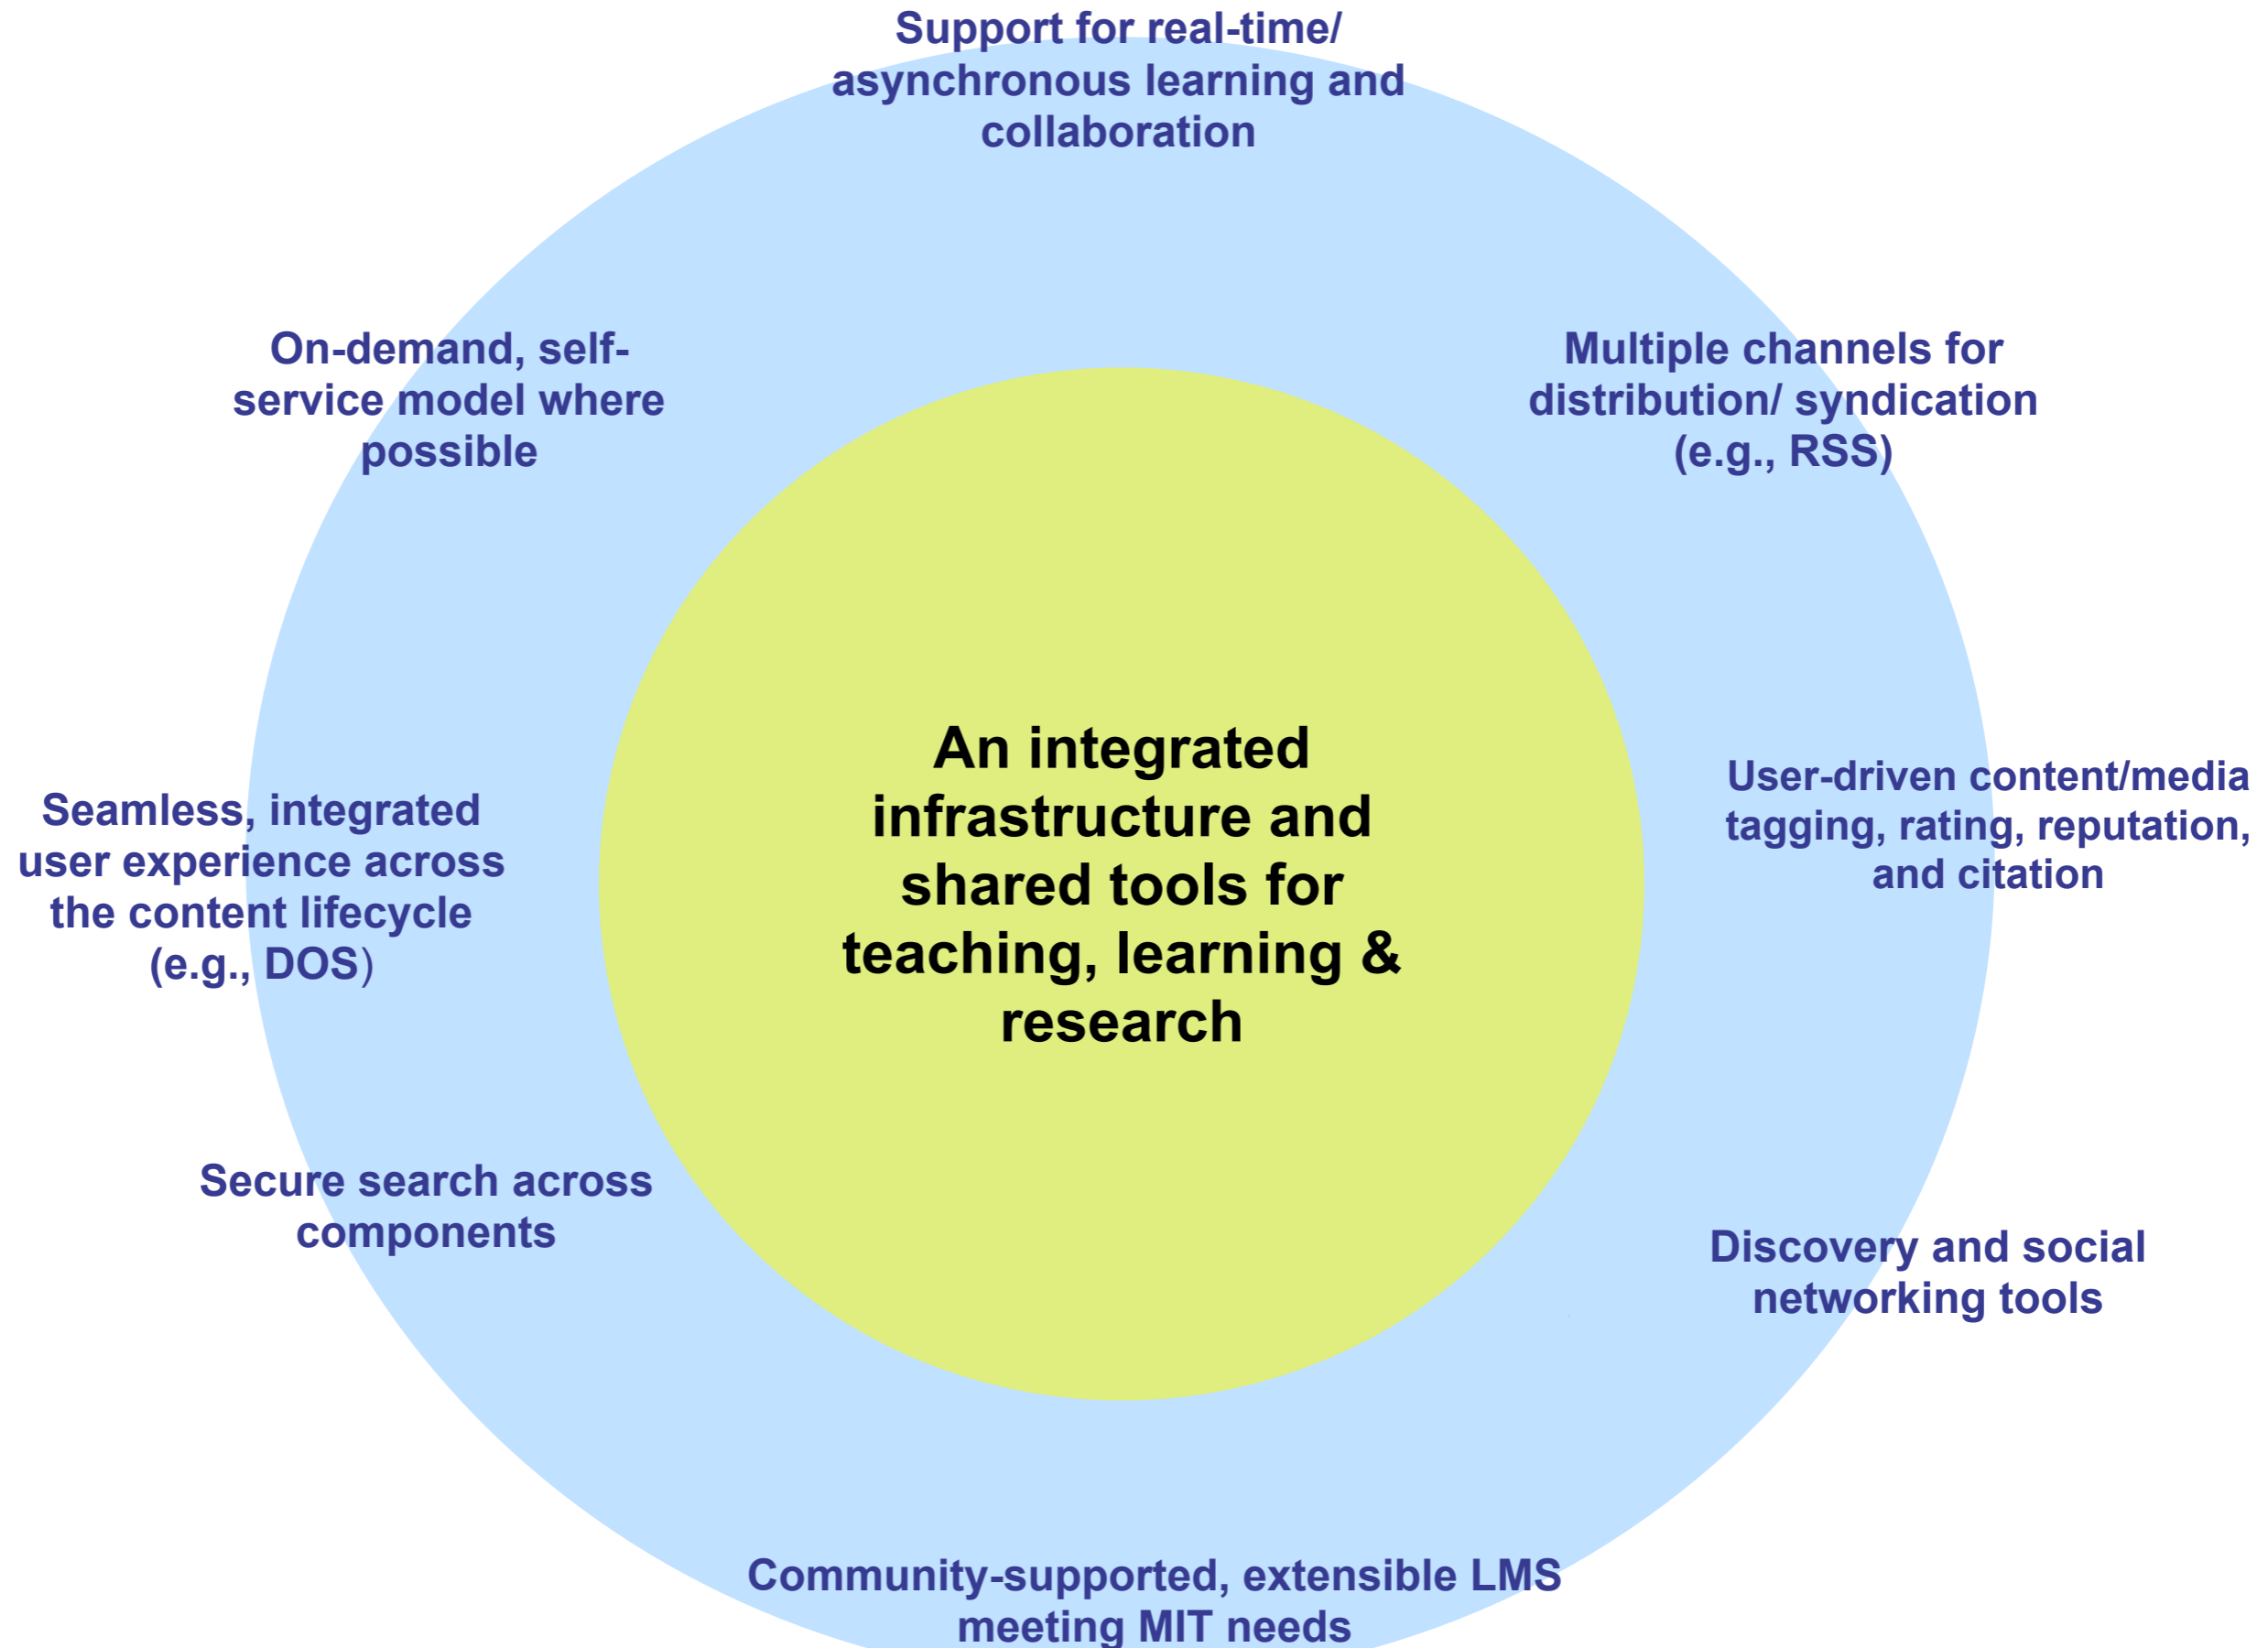 Support for real-time/
asynchronous learning and
collaboration
On-demand, self-
service model where
possible
Multiple channels for
distribution/ syndication
(e.g., RSS)
An integrated
infrastructure and
shared tools for
teaching, learning &
research
Seamless, integrated
user experience across
the content lifecycle
(e.g., DOS)
User-driven content/media
tagging, rating, reputation,
and citation
Secure search across
components
Discovery and social
networking tools
Community-supported, extensible LMS
meeting MIT needs